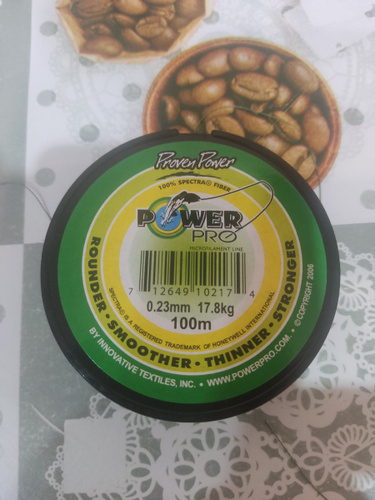 Proven Power
100% SPECTRA® FIBER
POWER
PRO
MICROFILAMENT LINE
7 12649 10217 4
0.23mm 17.8kg
100m
SPECTRA® IS A REGISTERED TRADEMARK OF HONEYWELL INTERNATIONAL
ROUNDER • SMOOTHER • THINNER • STRONGER
BY INNOVATIVE TEXTILES, INC. • WWW.POWERPRO.COM. • ©COPYRIGHT 2006